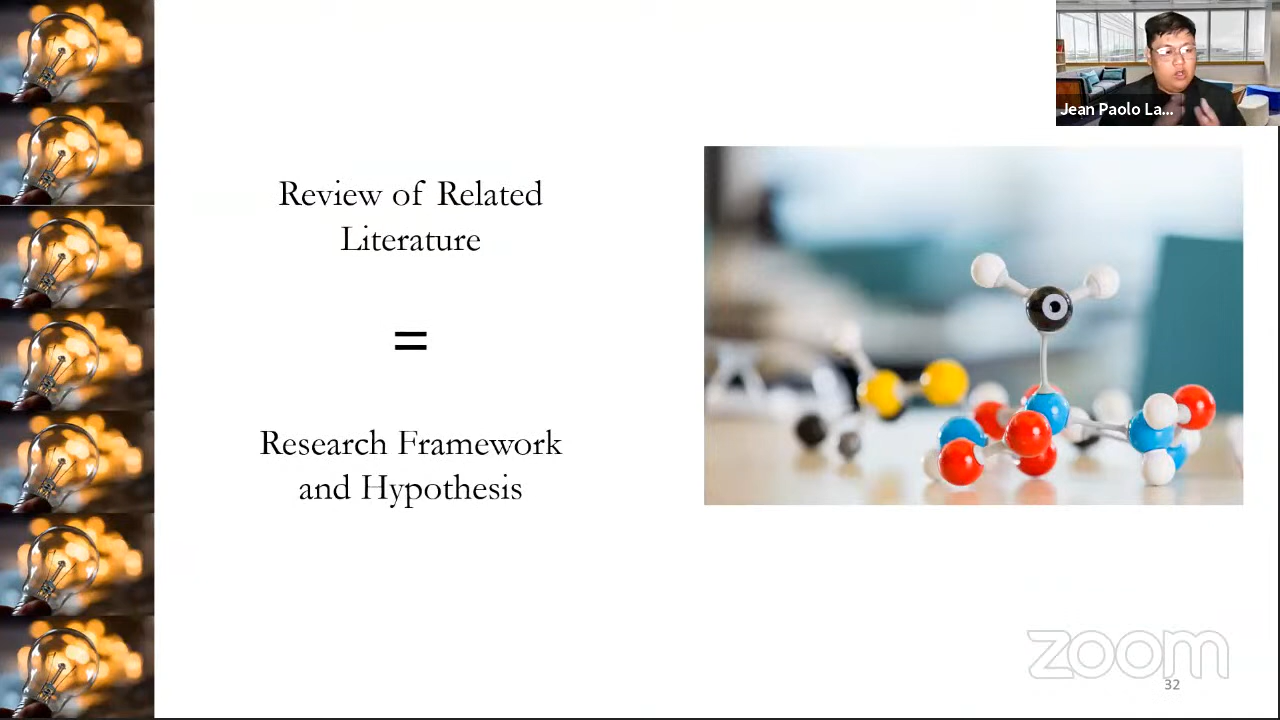 Jean Paolo La...
Review of Related
Literature
=
Research Framework
and Hypothesis
zoom
32